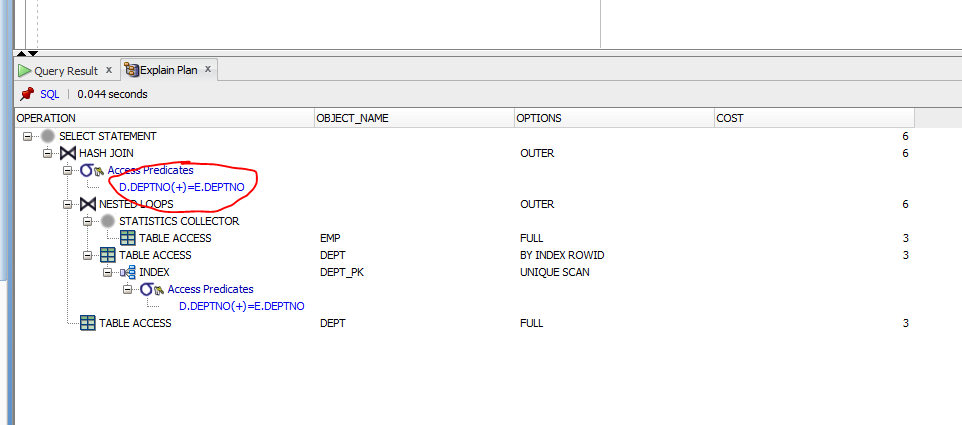 Query Result x Explain Plan x
SQL | 0.044 seconds
OPERATION OBJECT_NAME OPTIONS COST
SELECT STATEMENT 6
HASH JOIN OUTER 6
Access Predicates
D.DEPTNO(+)=E.DEPTNO
NESTED LOOPS OUTER 6
STATISTICS COLLECTOR
TABLE ACCESS EMP FULL 3
TABLE ACCESS DEPT BY INDEX ROWID 3
INDEX DEPT_PK UNIQUE SCAN
Access Predicates
D.DEPTNO(+)=E.DEPTNO
TABLE ACCESS DEPT FULL 3